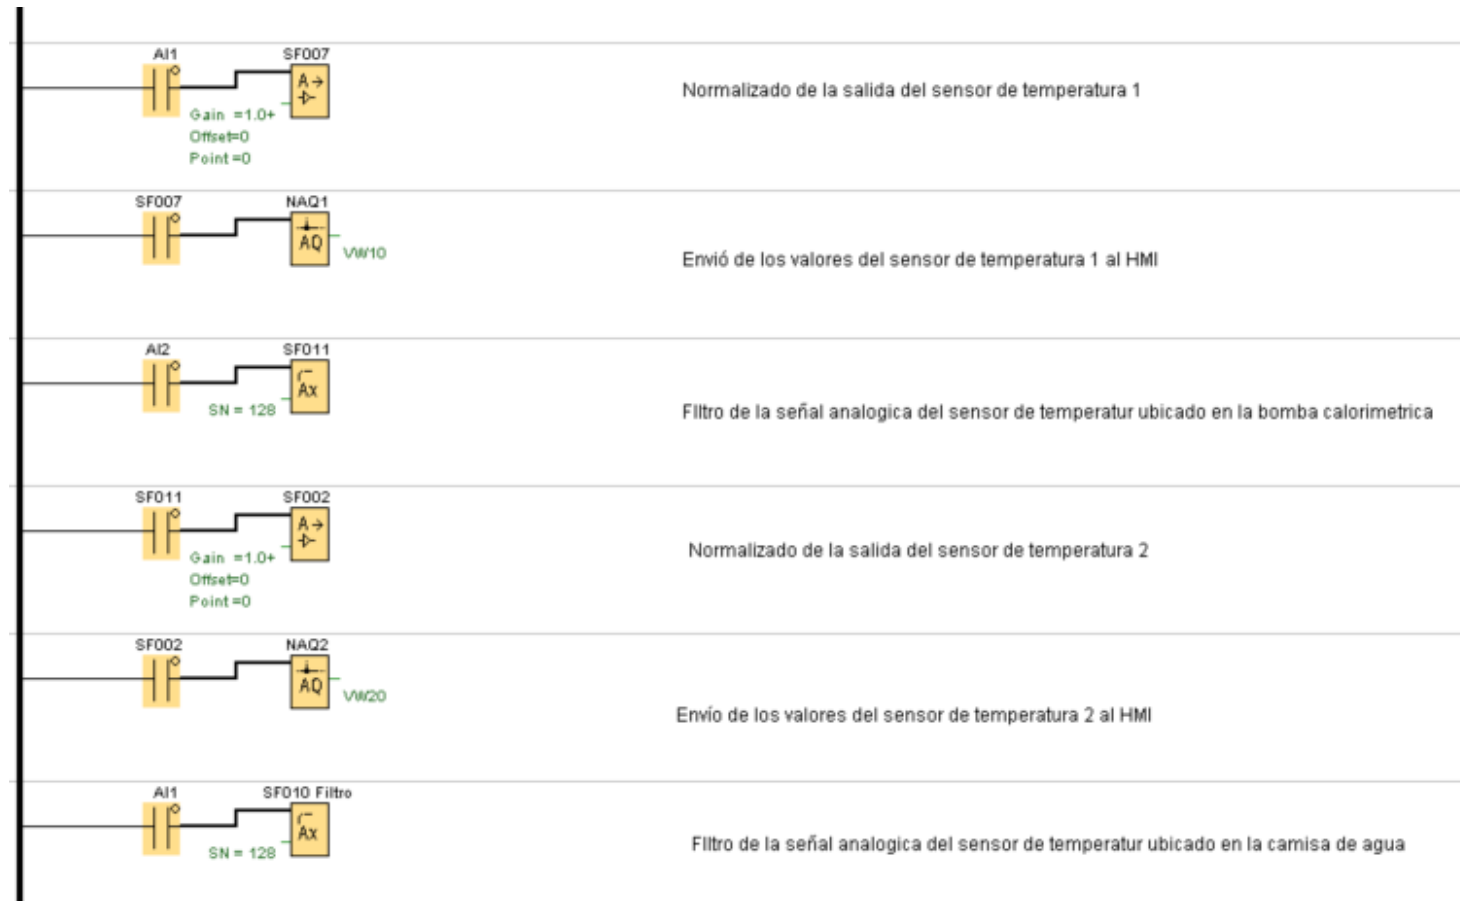 AI1
SF007
A→
Gain =1.0+
Offset=0
Point =0
Normalizado de la salida del sensor de temperatura 1
SF007
NAQ1
AQ
VW10
Envió de los valores del sensor de temperatura 1 al HMI
AI2
SF011
Ax
SN = 128
FIltro de la señal analogica del sensor de temperatur ubicado en la bomba calorimetrica
SF011
SF002
A→
Gain =1.0+
Offset=0
Point =0
Normalizado de la salida del sensor de temperatura 2
SF002
NAQ2
AQ
VW20
Envío de los valores del sensor de temperatura 2 al HMI
AI1
SF010 Filtro
Ax
SN = 128
FIltro de la señal analogica del sensor de temperatur ubicado en la camisa de agua